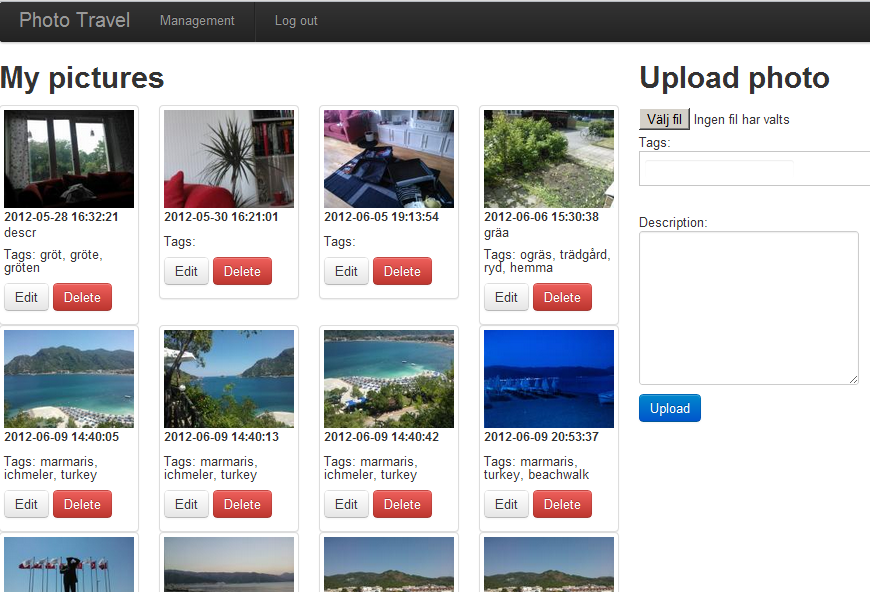 Photo Travel Management Log out
My pictures
2012-05-28 16:32:21
descr
Tags: gröt, gröte,
gröten
Edit Delete
2012-05-30 16:21:01
Tags:
Edit Delete
2012-06-05 19:13:54
Tags:
Edit Delete
2012-06-06 15:30:38
gräa
Tags: ogräs, trädgård,
ryd, hemma
Edit Delete
2012-06-09 14:40:05
Tags: marmaris,
ichmeler, turkey
Edit Delete
2012-06-09 14:40:13
Tags: marmaris,
ichmeler, turkey
Edit Delete
2012-06-09 14:40:42
Tags: marmaris,
ichmeler, turkey
Edit Delete
2012-06-09 20:53:37
Tags: marmaris,
turkey, beachwalk
Edit Delete
Upload photo
Välj fil Ingen fil har valts
Tags:
Description:
Upload